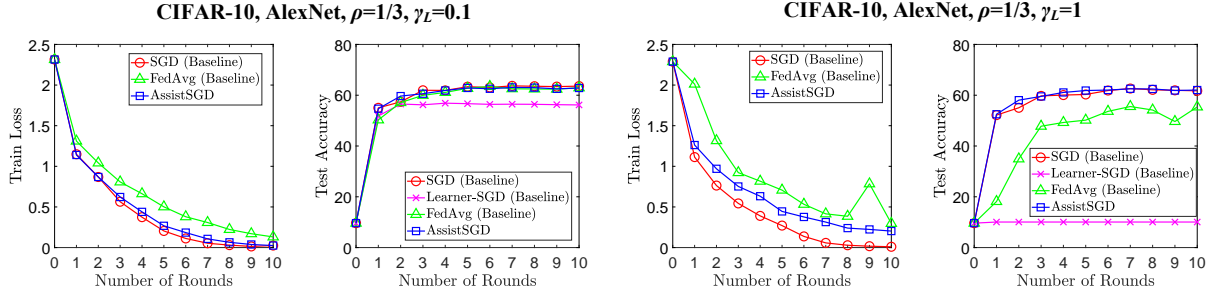 CIFAR-10, AlexNet, ρ=1/3, γL=0.1
2.5
2
1.5
1
0.5
0
Train Loss
SGD (Baseline)
FedAvg (Baseline)
AssistSGD
0 1 2 3 4 5 6 7 8 9 10
Number of Rounds
80
60
40
20
0
Test Accuracy
SGD (Baseline)
Learner-SGD (Baseline)
FedAvg (Baseline)
AssistSGD
0 1 2 3 4 5 6 7 8 9 10
Number of Rounds
CIFAR-10, AlexNet, ρ=1/3, γL=1
2.5
2
1.5
1
0.5
0
Train Loss
SGD (Baseline)
FedAvg (Baseline)
AssistSGD
0 1 2 3 4 5 6 7 8 9 10
Number of Rounds
80
60
40
20
0
Test Accuracy
SGD (Baseline)
Learner-SGD (Baseline)
FedAvg (Baseline)
AssistSGD
0 1 2 3 4 5 6 7 8 9 10
Number of Rounds